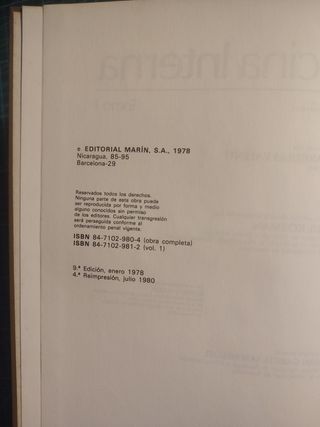 © EDITORIAL MARÍN, S.A., 1978
Nicaragua, 85-95
Barcelona-29
Reservados todos los derechos.
Ninguna parte de esta obra puede
ser reproducida por forma y medio
alguno conocidos sin permiso
de los editores. Cualquier transgresión
será perseguida conforme al
ordenamiento penal vigente.
ISBN 84-7102-980-4 (obra completa)
ISBN 84-7102-981-2 (vol. 1)
9.ª Edición, enero 1978
4.ª Reimpresión, julio 1980